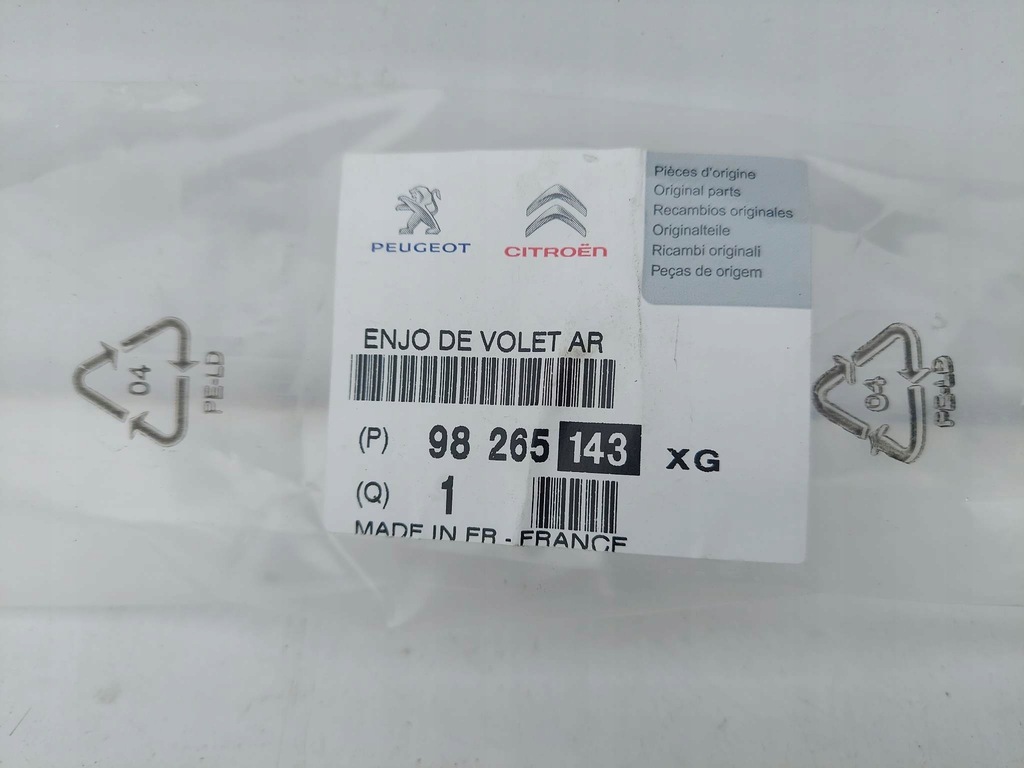 PEUGEOT
CITROËN
Pièces d'origine
Original parts
Recambios originales
Originalteile
Ricambi originali
Peças de origem
ENJO DE VOLET AR
(P) 98 265 143 XG
(Q) 1
MADE IN FR - FRANCE
04
PE-LD
04
PE-LD